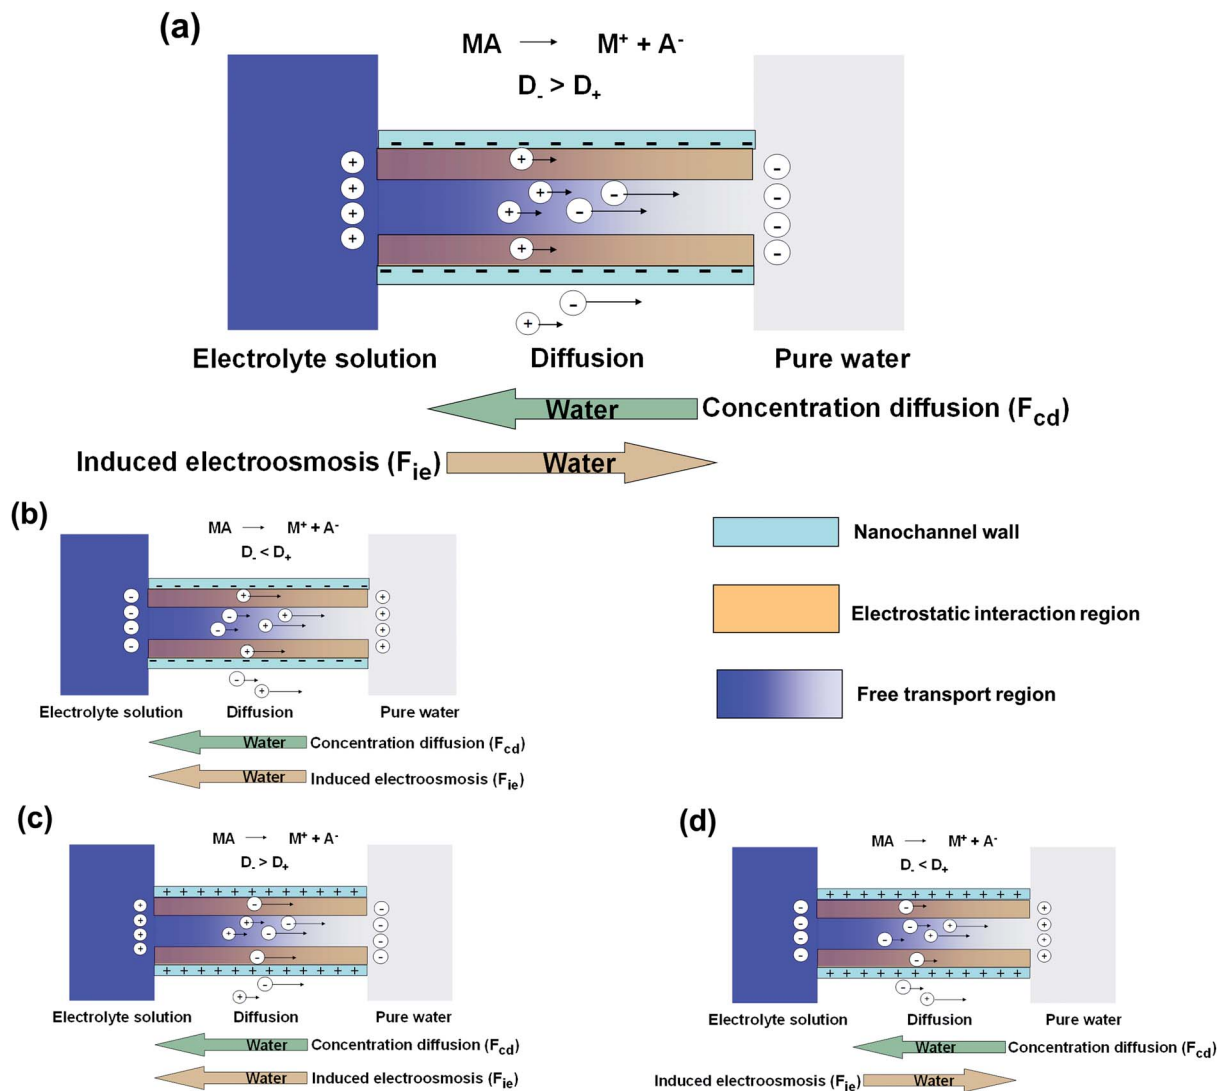 (a)
MA → M+ + A-
D- > D+
- - - - - - - - - - -
+ + + + + + + + -
- - - -
- - - - - - - - - - -
- +
Electrolyte solution Diffusion Pure water
Water Concentration diffusion (Fcd)
Induced electroosmosis (Fie) Water
(b)
MA → M+ + A-
D- < D+
Electrolyte solution Diffusion Pure water
Water Concentration diffusion (Fcd)
Water Induced electroosmosis (Fie)
Nanochannel wall
Electrostatic interaction region
Free transport region
(c)
MA → M+ + A-
D- > D+
Electrolyte solution Diffusion Pure water
Water Concentration diffusion (Fcd)
Water Induced electroosmosis (Fie)
(d)
MA → M+ + A-
D- < D+
Electrolyte solution Diffusion Pure water
Water Concentration diffusion (Fcd)
Induced electroosmosis (Fie) Water